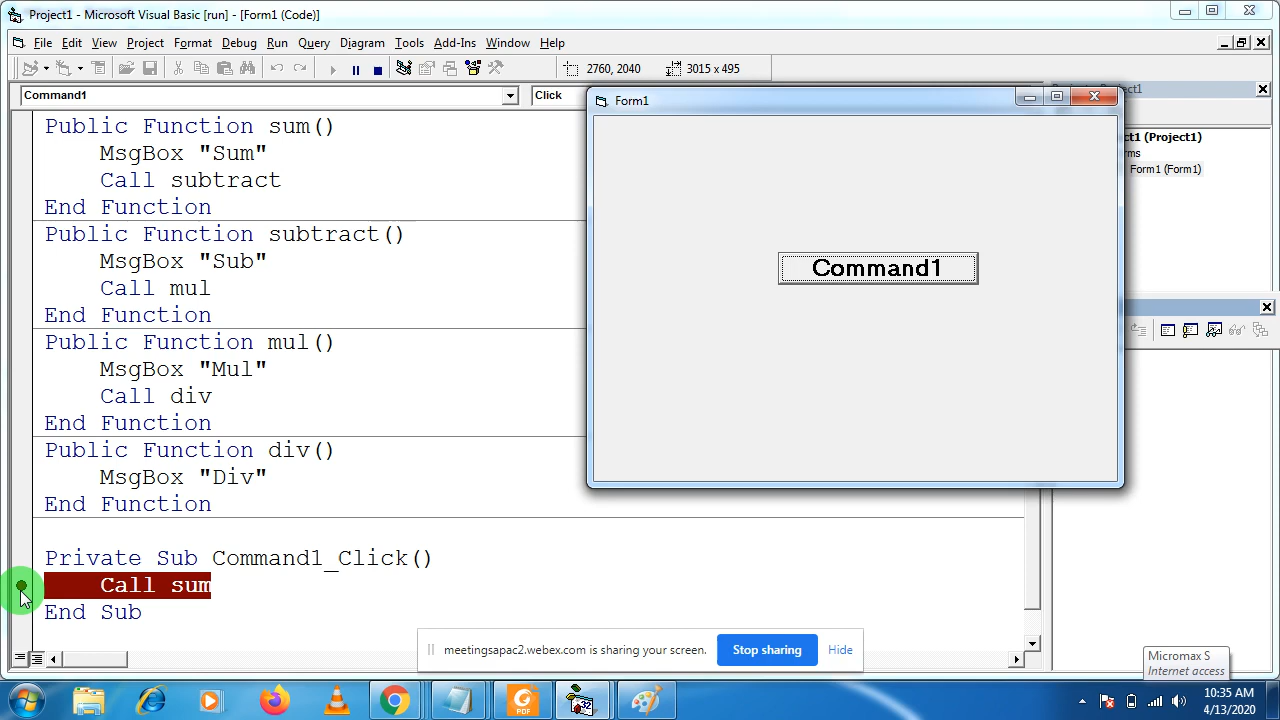 Project1 - Microsoft Visual Basic [run] - [Form1 (Code)]
File Edit View Project Format Debug Run Query Diagram Tools Add-Ins Window Help
2760, 2040 3015 x 495
Command1 Click
Public Function sum()
MsgBox "Sum"
Call subtract
End Function
Public Function subtract()
MsgBox "Sub"
Call mul
End Function
Public Function mul()
MsgBox "Mul"
Call div
End Function
Public Function div()
MsgBox "Div"
End Function
Private Sub Command1_Click()
Call sum
End Sub
Form1
Command1
ct1 (Project1)
rms
Form1 (Form1)
meetingsapac2.webex.com is sharing your screen. Stop sharing Hide
Micromax S
Internet access
PDF
32
10:35 AM
4/13/2020